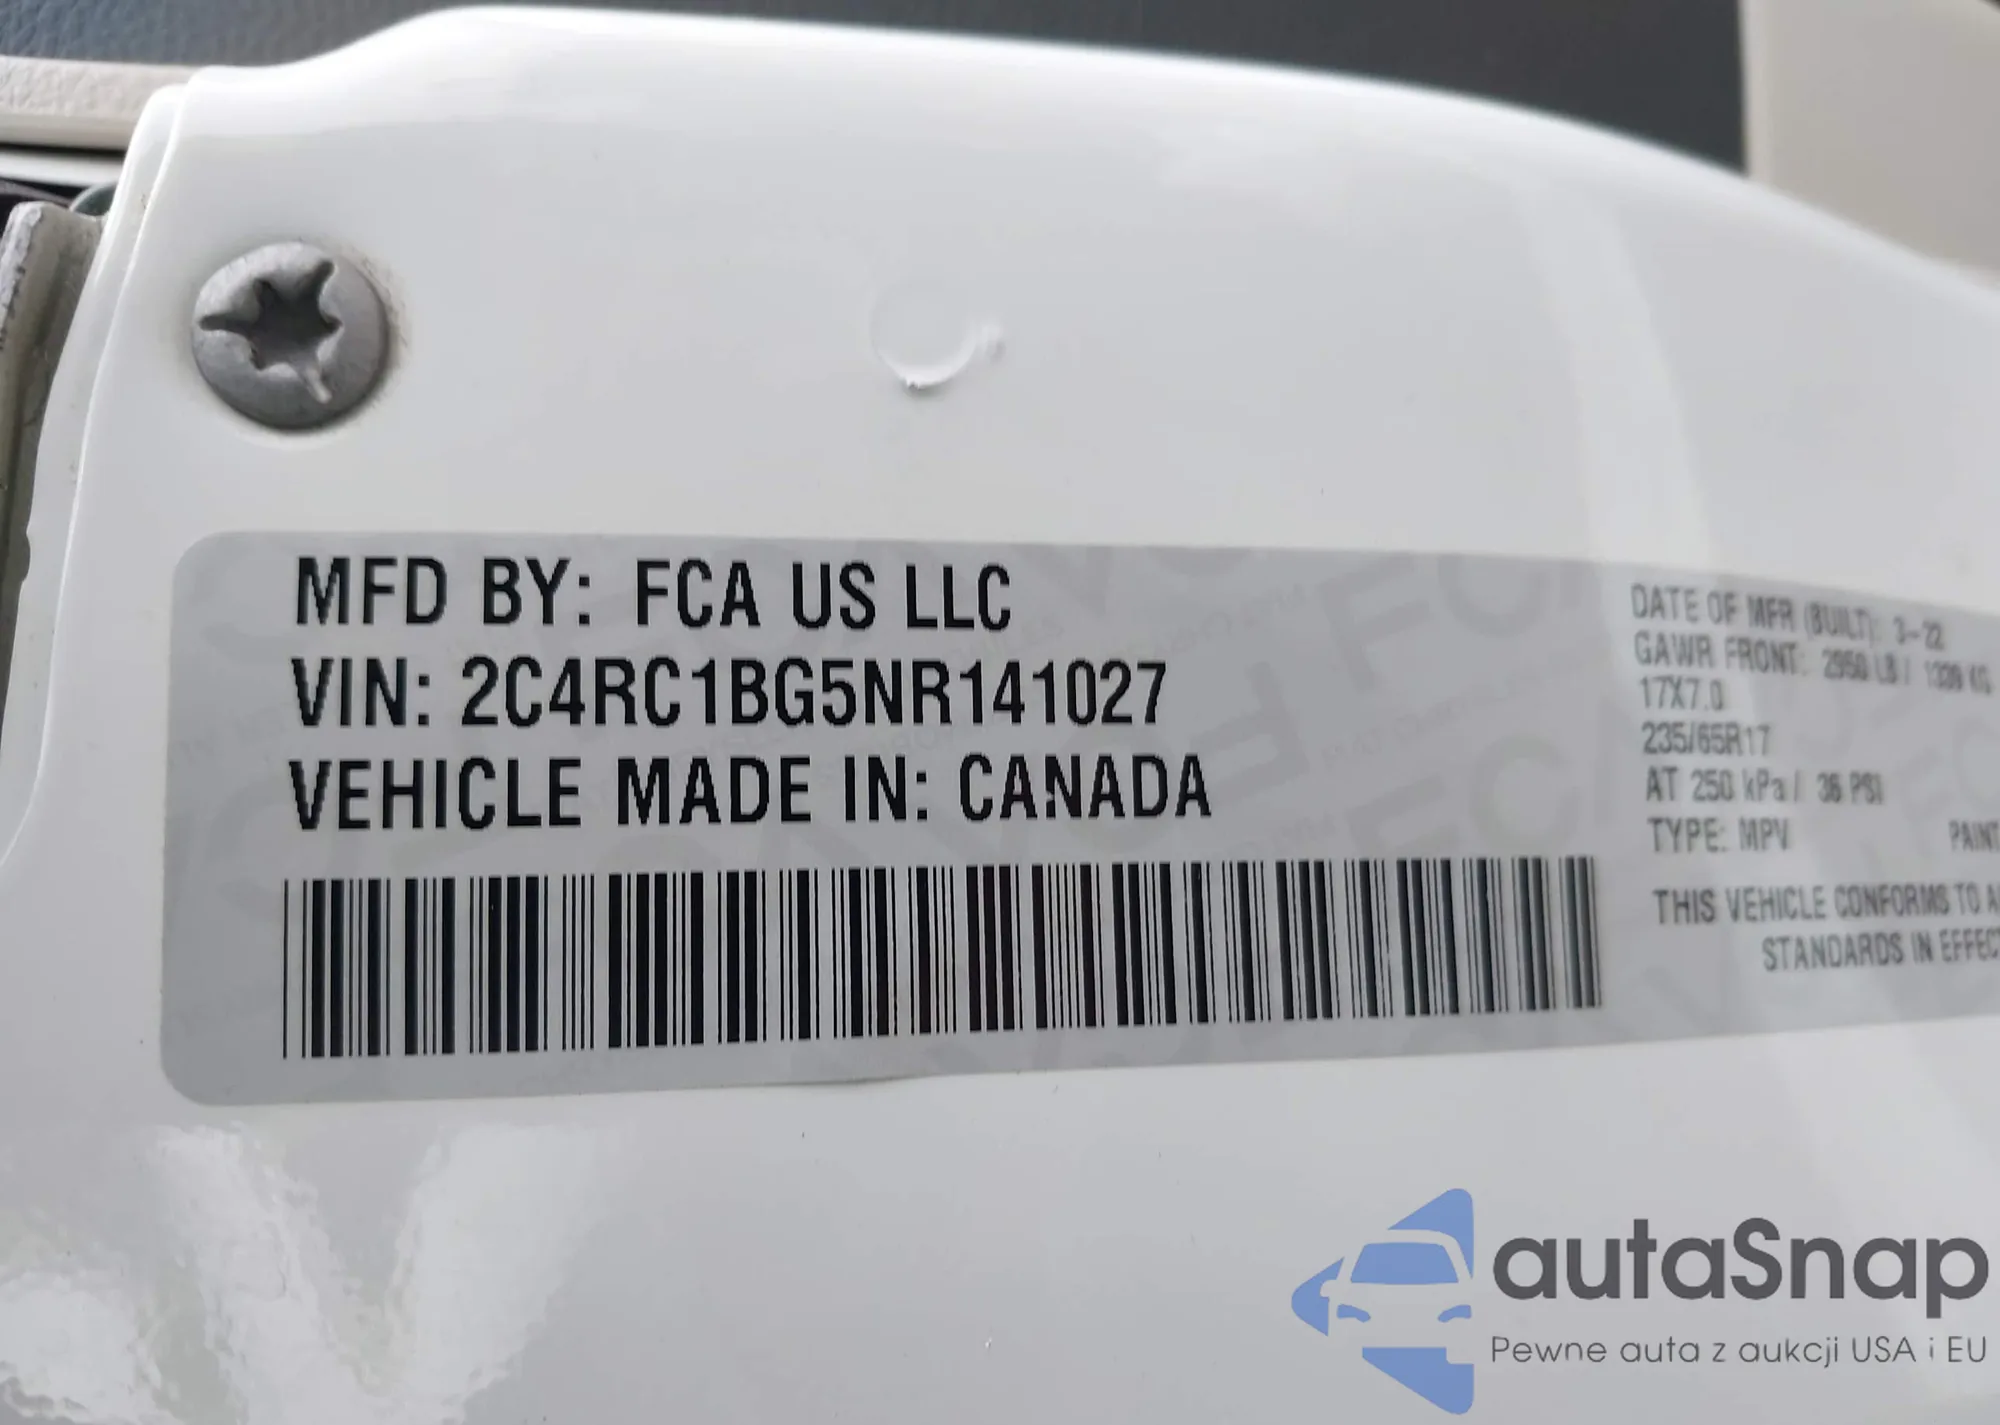 MFD BY: FCA US LLC
VIN: 2C4RC1BG5NR141027
VEHICLE MADE IN: CANADA
DATE OF MFR (BUILT): 3-22
GAWR FRONT: 2950 LB / 1339 KG
17X7.0
235/65R17
AT 250 kPa / 36 PSI
TYPE: MPV PAINT
THIS VEHICLE CONFORMS TO A
STANDARDS IN EFFECT
autaSnap
Pewne auta z aukcji USA i EU